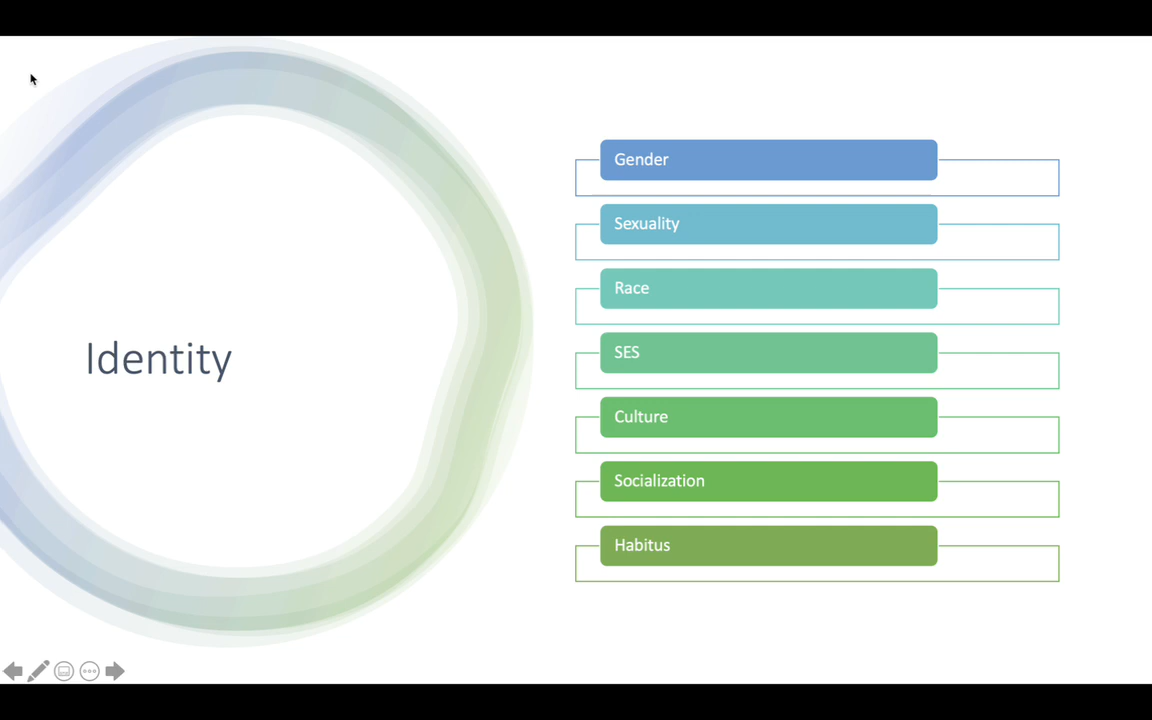 Identity
Gender
Sexuality
Race
SES
Culture
Socialization
Habitus